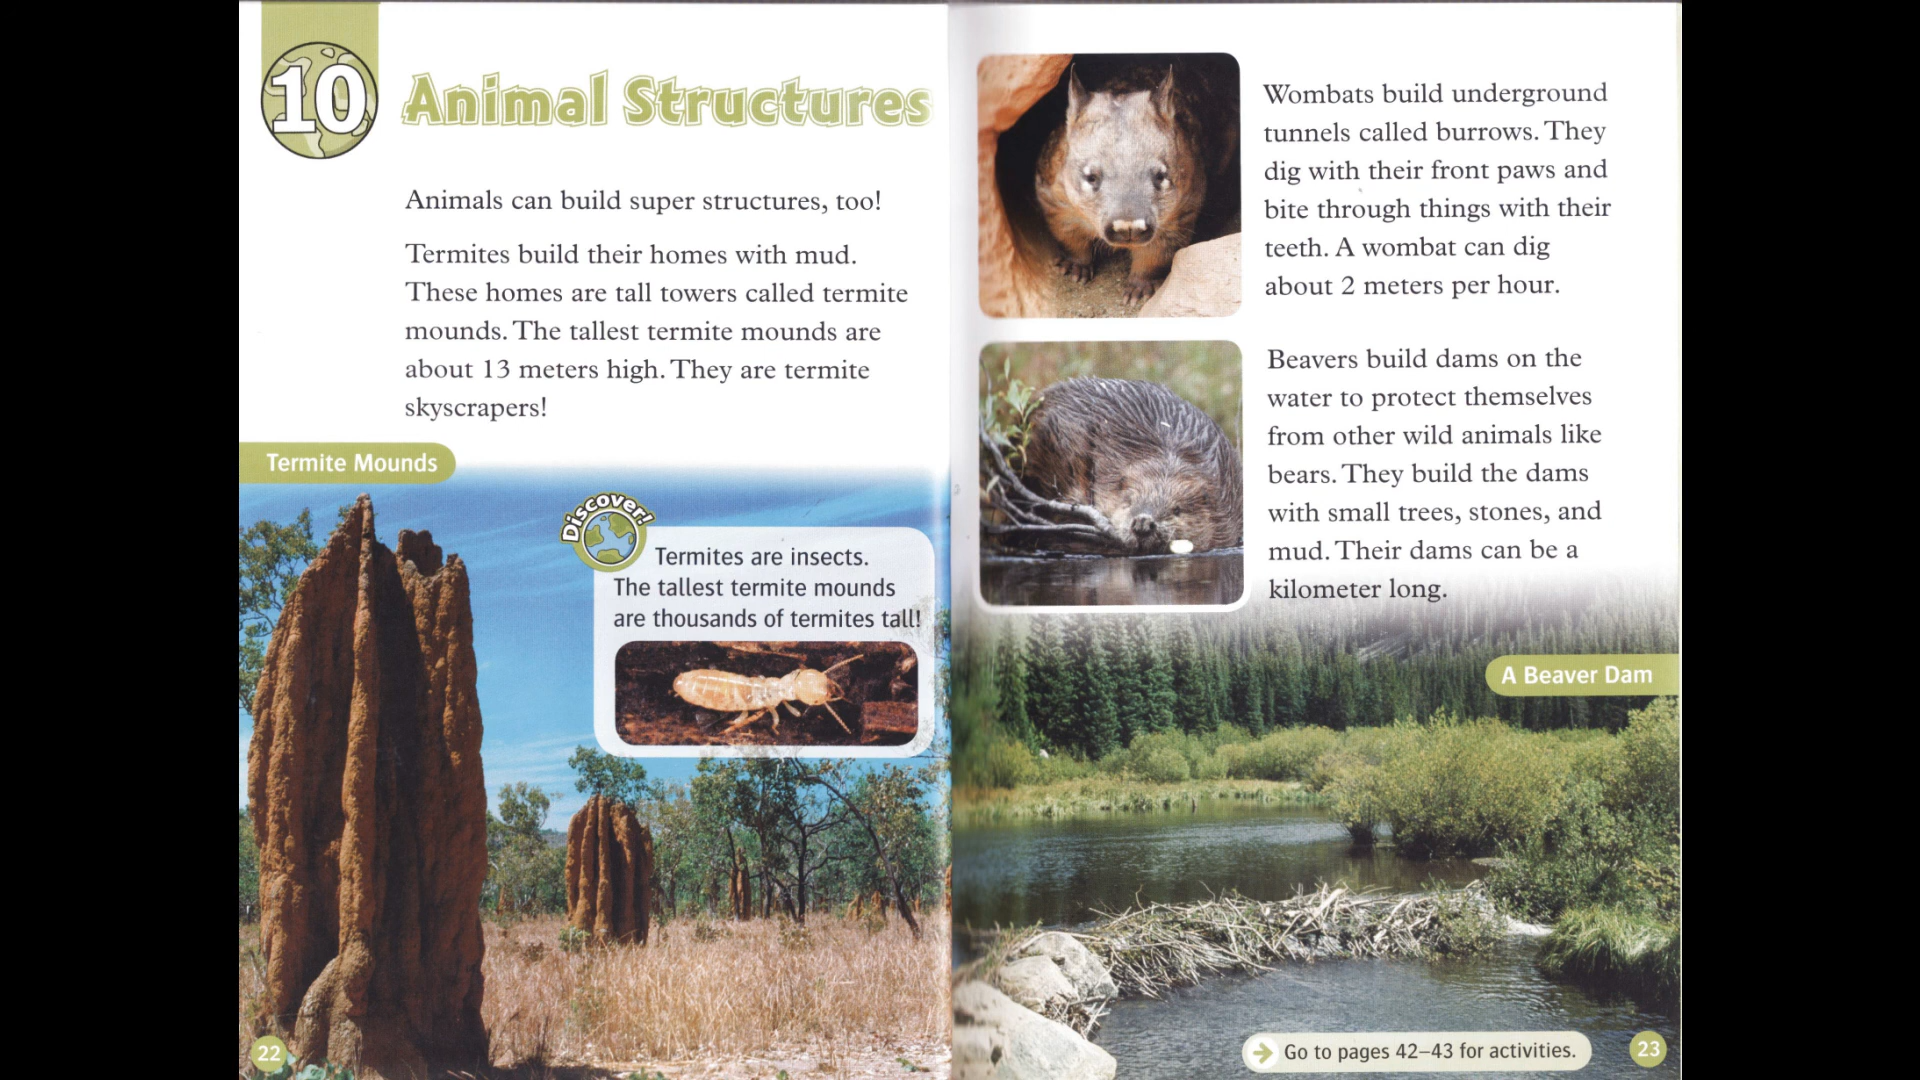 10
Animal Structures
Animals can build super structures, too!
Termites build their homes with mud.
These homes are tall towers called termite
mounds. The tallest termite mounds are
about 13 meters high. They are termite
skyscrapers!
Termite Mounds
Discover!
Termites are insects.
The tallest termite mounds
are thousands of termites tall!
22
Wombats build underground
tunnels called burrows. They
dig with their front paws and
bite through things with their
teeth. A wombat can dig
about 2 meters per hour.
Beavers build dams on the
water to protect themselves
from other wild animals like
bears. They build the dams
with small trees, stones, and
mud. Their dams can be a
kilometer long.
A Beaver Dam
Go to pages 42–43 for activities.
23